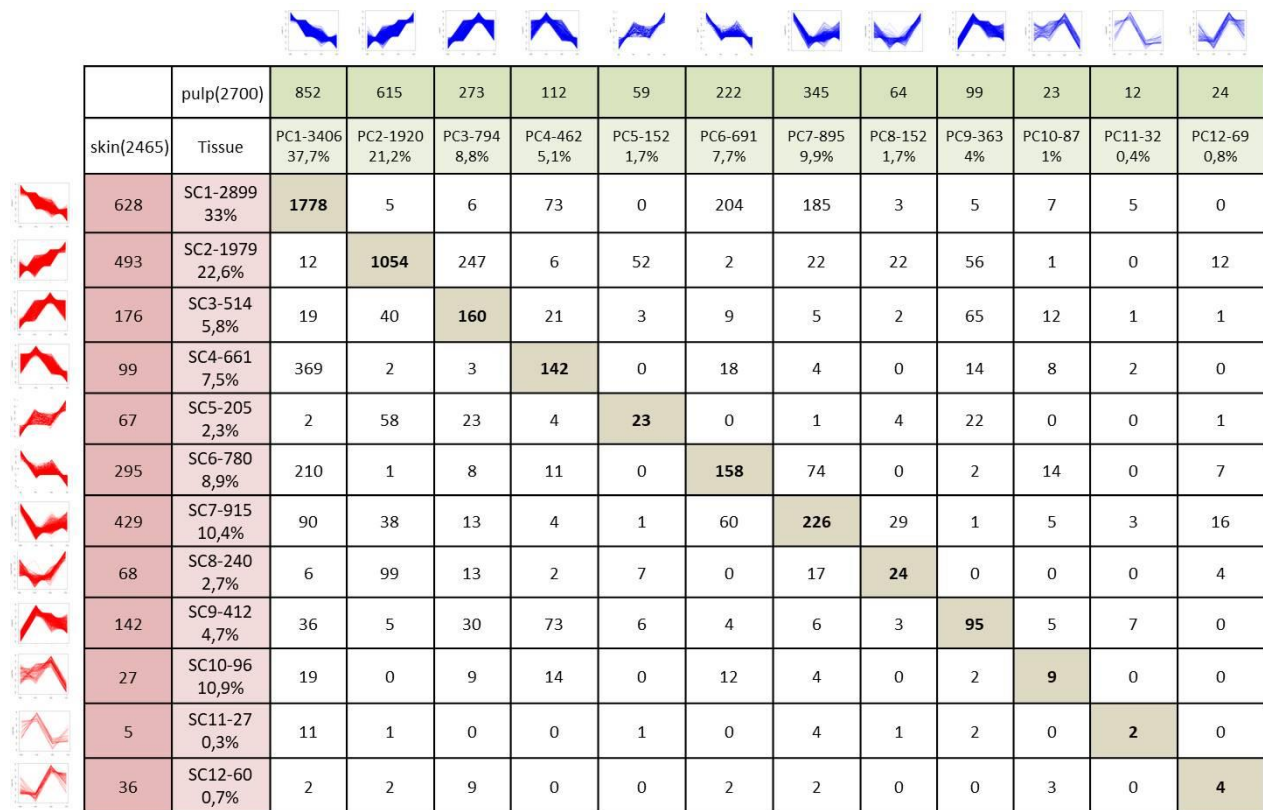 pulp(2700) 852 615 273 112 59 222 345 64 99 23 12 24
skin(2465) Tissue PC1-3406 PC2-1920 PC3-794 PC4-462 PC5-152 PC6-691 PC7-895 PC8-152 PC9-363 PC10-87 PC11-32 PC12-69
37,7% 21,2% 8,8% 5,1% 1,7% 7,7% 9,9% 1,7% 4% 1% 0,4% 0,8%
628 SC1-2899 1778 5 6 73 0 204 185 3 5 7 5 0
33%
493 SC2-1979 12 1054 247 6 52 2 22 22 56 1 0 12
22,6%
176 SC3-514 19 40 160 21 3 9 5 2 65 12 1 1
5,8%
99 SC4-661 369 2 3 142 0 18 4 0 14 8 2 0
7,5%
67 SC5-205 2 58 23 4 23 0 1 4 22 0 0 1
2,3%
295 SC6-780 210 1 8 11 0 158 74 0 2 14 0 7
8,9%
429 SC7-915 90 38 13 4 1 60 226 29 1 5 3 16
10,4%
68 SC8-240 6 99 13 2 7 0 17 24 0 0 0 4
2,7%
142 SC9-412 36 5 30 73 6 4 6 3 95 5 7 0
4,7%
27 SC10-96 19 0 9 14 0 12 4 0 2 9 0 0
10,9%
5 SC11-27 11 1 0 0 1 0 4 1 2 0 2 0
0,3%
36 SC12-60 2 2 9 0 0 2 2 0 0 3 0 4
0,7%